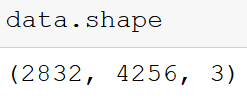 data.shape
(2832, 4256, 3)